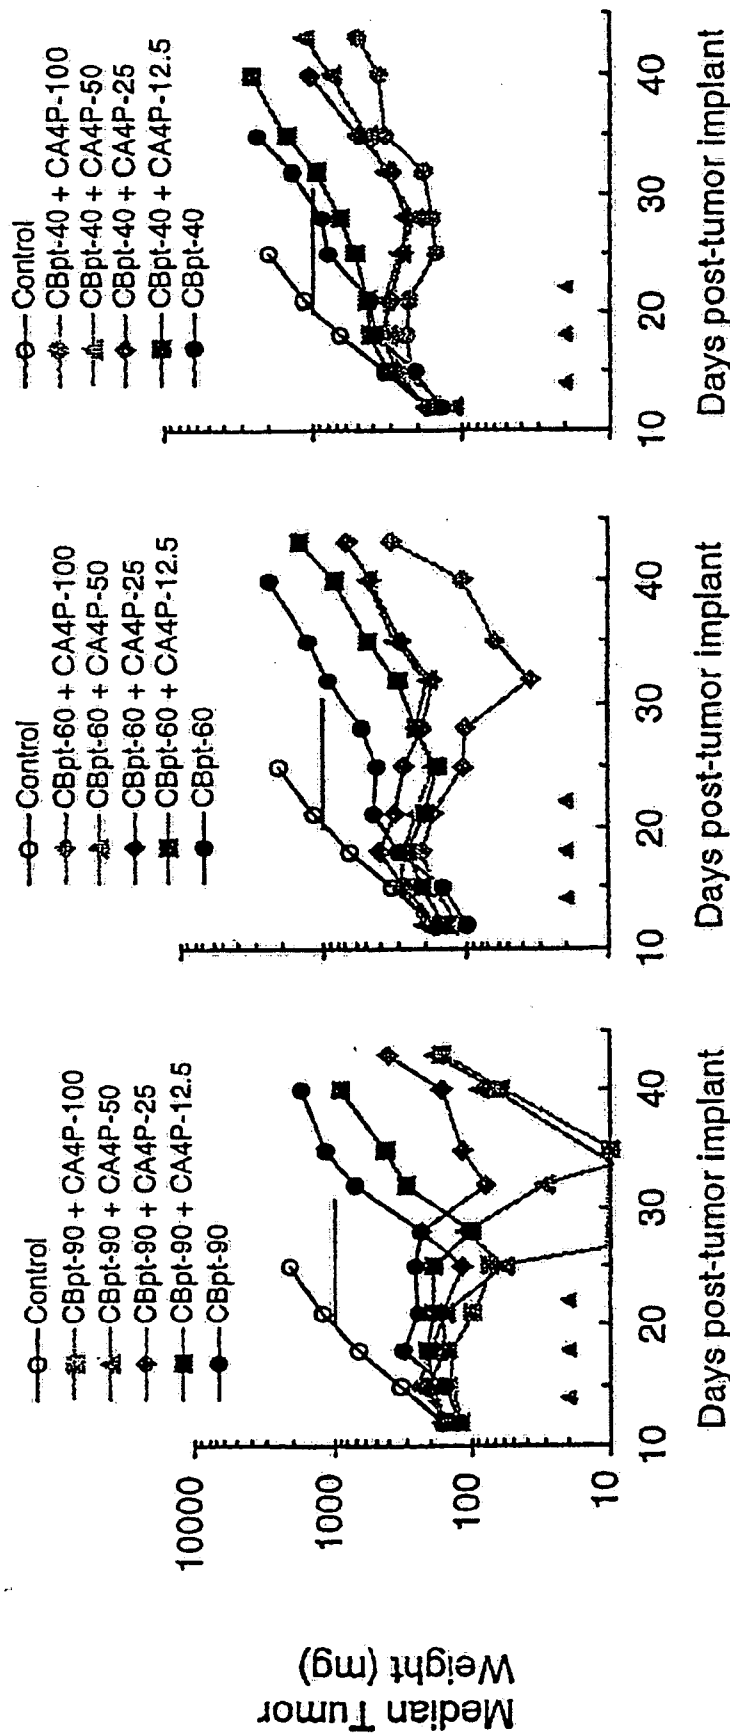 Median Tumor
Weight (mg)
10000
1000
100
10
Control
CBpt-90 + CA4P-100
CBpt-90 + CA4P-50
CBpt-90 + CA4P-25
CBpt-90 + CA4P-12.5
CBpt-90
10
20
30
40
Days post-tumor implant
Control
CBpt-60 + CA4P-100
CBpt-60 + CA4P-50
CBpt-60 + CA4P-25
CBpt-60 + CA4P-12.5
CBpt-60
10
20
30
40
Days post-tumor implant
Control
CBpt-40 + CA4P-100
CBpt-40 + CA4P-50
CBpt-40 + CA4P-25
CBpt-40 + CA4P-12.5
CBpt-40
10
20
30
40
Days post-tumor implant